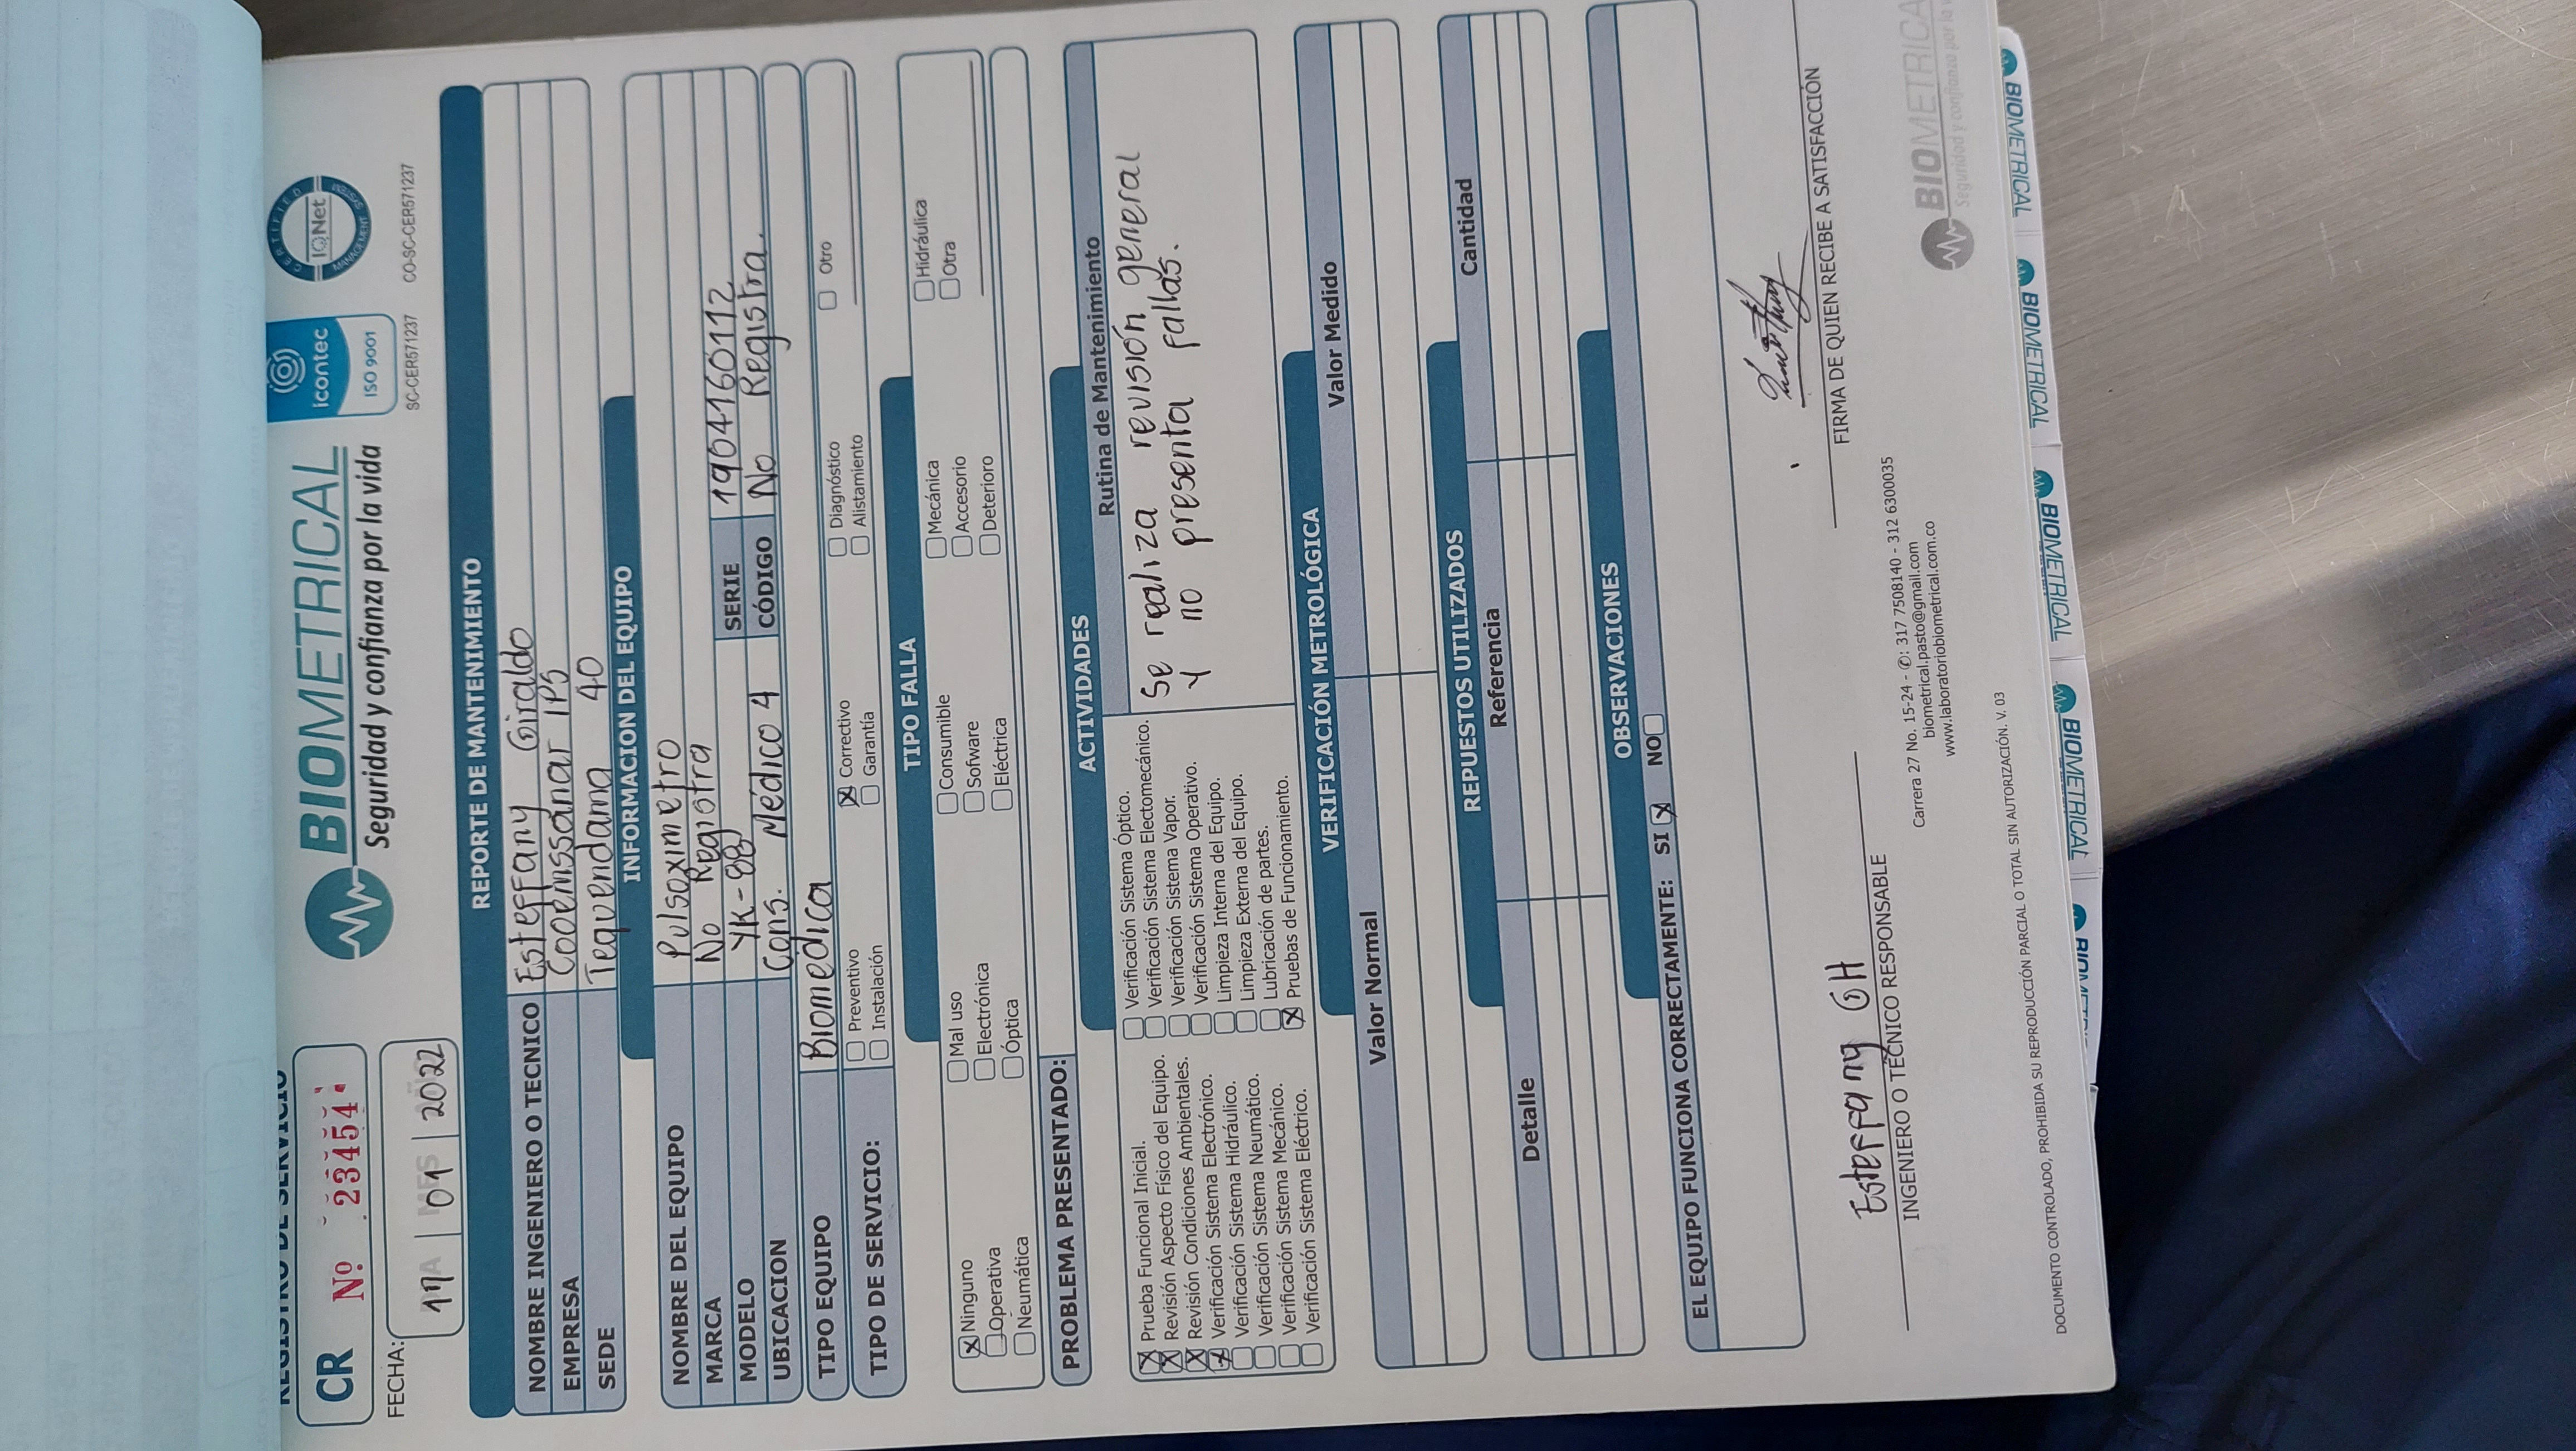 REGISTRO DE SERVICIO
CR Nº 23454
FECHA: 17 | 01 | 2022
BIOMETRICAL
Seguridad y confianza por la vida
icontec
ISO 9001
SC-CER571237
CERTIFIED
IQNet
MANAGEMENT SYSTEM
CO-SC-CER571237
REPORTE DE MANTENIMIENTO
NOMBRE INGENIERO O TECNICO Esteffany Giraldo
EMPRESA Cooemssanar IPS
SEDE Tequendama 40
INFORMACION DEL EQUIPO
NOMBRE DEL EQUIPO Pulsoximetro
MARCA No Registra
MODELO YK-88 SERIE 1904160112
UBICACION Cons. Médico 4 CÓDIGO No Registra.
TIPO EQUIPO Biomedica
TIPO DE SERVICIO:
Preventivo Correctivo Diagnóstico Otro
Instalación Garantía Alistamiento
TIPO FALLA
Ninguno Mal uso Consumible Mecánica Hidráulica
Operativa Electrónica Sofware Accesorio Otra
Neumática Óptica Eléctrica Deterioro
PROBLEMA PRESENTADO:
ACTIVIDADES
Prueba Funcional Inicial.
Revisión Aspecto Físico del Equipo.
Revisión Condiciones Ambientales.
Verificación Sistema Electrónico.
Verificación Sistema Hidráulico.
Verificación Sistema Neumático.
Verificación Sistema Mecánico.
Verificación Sistema Eléctrico.
Verificación Sistema Óptico.
Verificación Sistema Electomecánico.
Verificación Sistema Vapor.
Verificación Sistema Operativo.
Limpieza Interna del Equipo.
Limpieza Externa del Equipo.
Lubricación de partes.
Pruebas de Funcionamiento.
Rutina de Mantenimiento
Se realiza revisión general
y no presenta fallas.
VERIFICACIÓN METROLÓGICA
Valor Normal Valor Medido
REPUESTOS UTILIZADOS
Detalle Referencia Cantidad
OBSERVACIONES
EL EQUIPO FUNCIONA CORRECTAMENTE: SI NO
Esteffany GH
INGENIERO O TÉCNICO RESPONSABLE
FIRMA DE QUIEN RECIBE A SATISFACCIÓN
Carrera 27 No. 15-24 - ✆: 317 7508140 - 312 6300035
biometrical.pasto@gmail.com
www.laboratoriobiometrical.com.co
BIOMETRICA
Seguridad y confianza por la v
DOCUMENTO CONTROLADO, PROHIBIDA SU REPRODUCCIÓN PARCIAL O TOTAL SIN AUTORIZACIÓN. V. 03
BIOMETRICAL
BIOMETRICAL
BIOMETRICAL
BIOMETRICAL